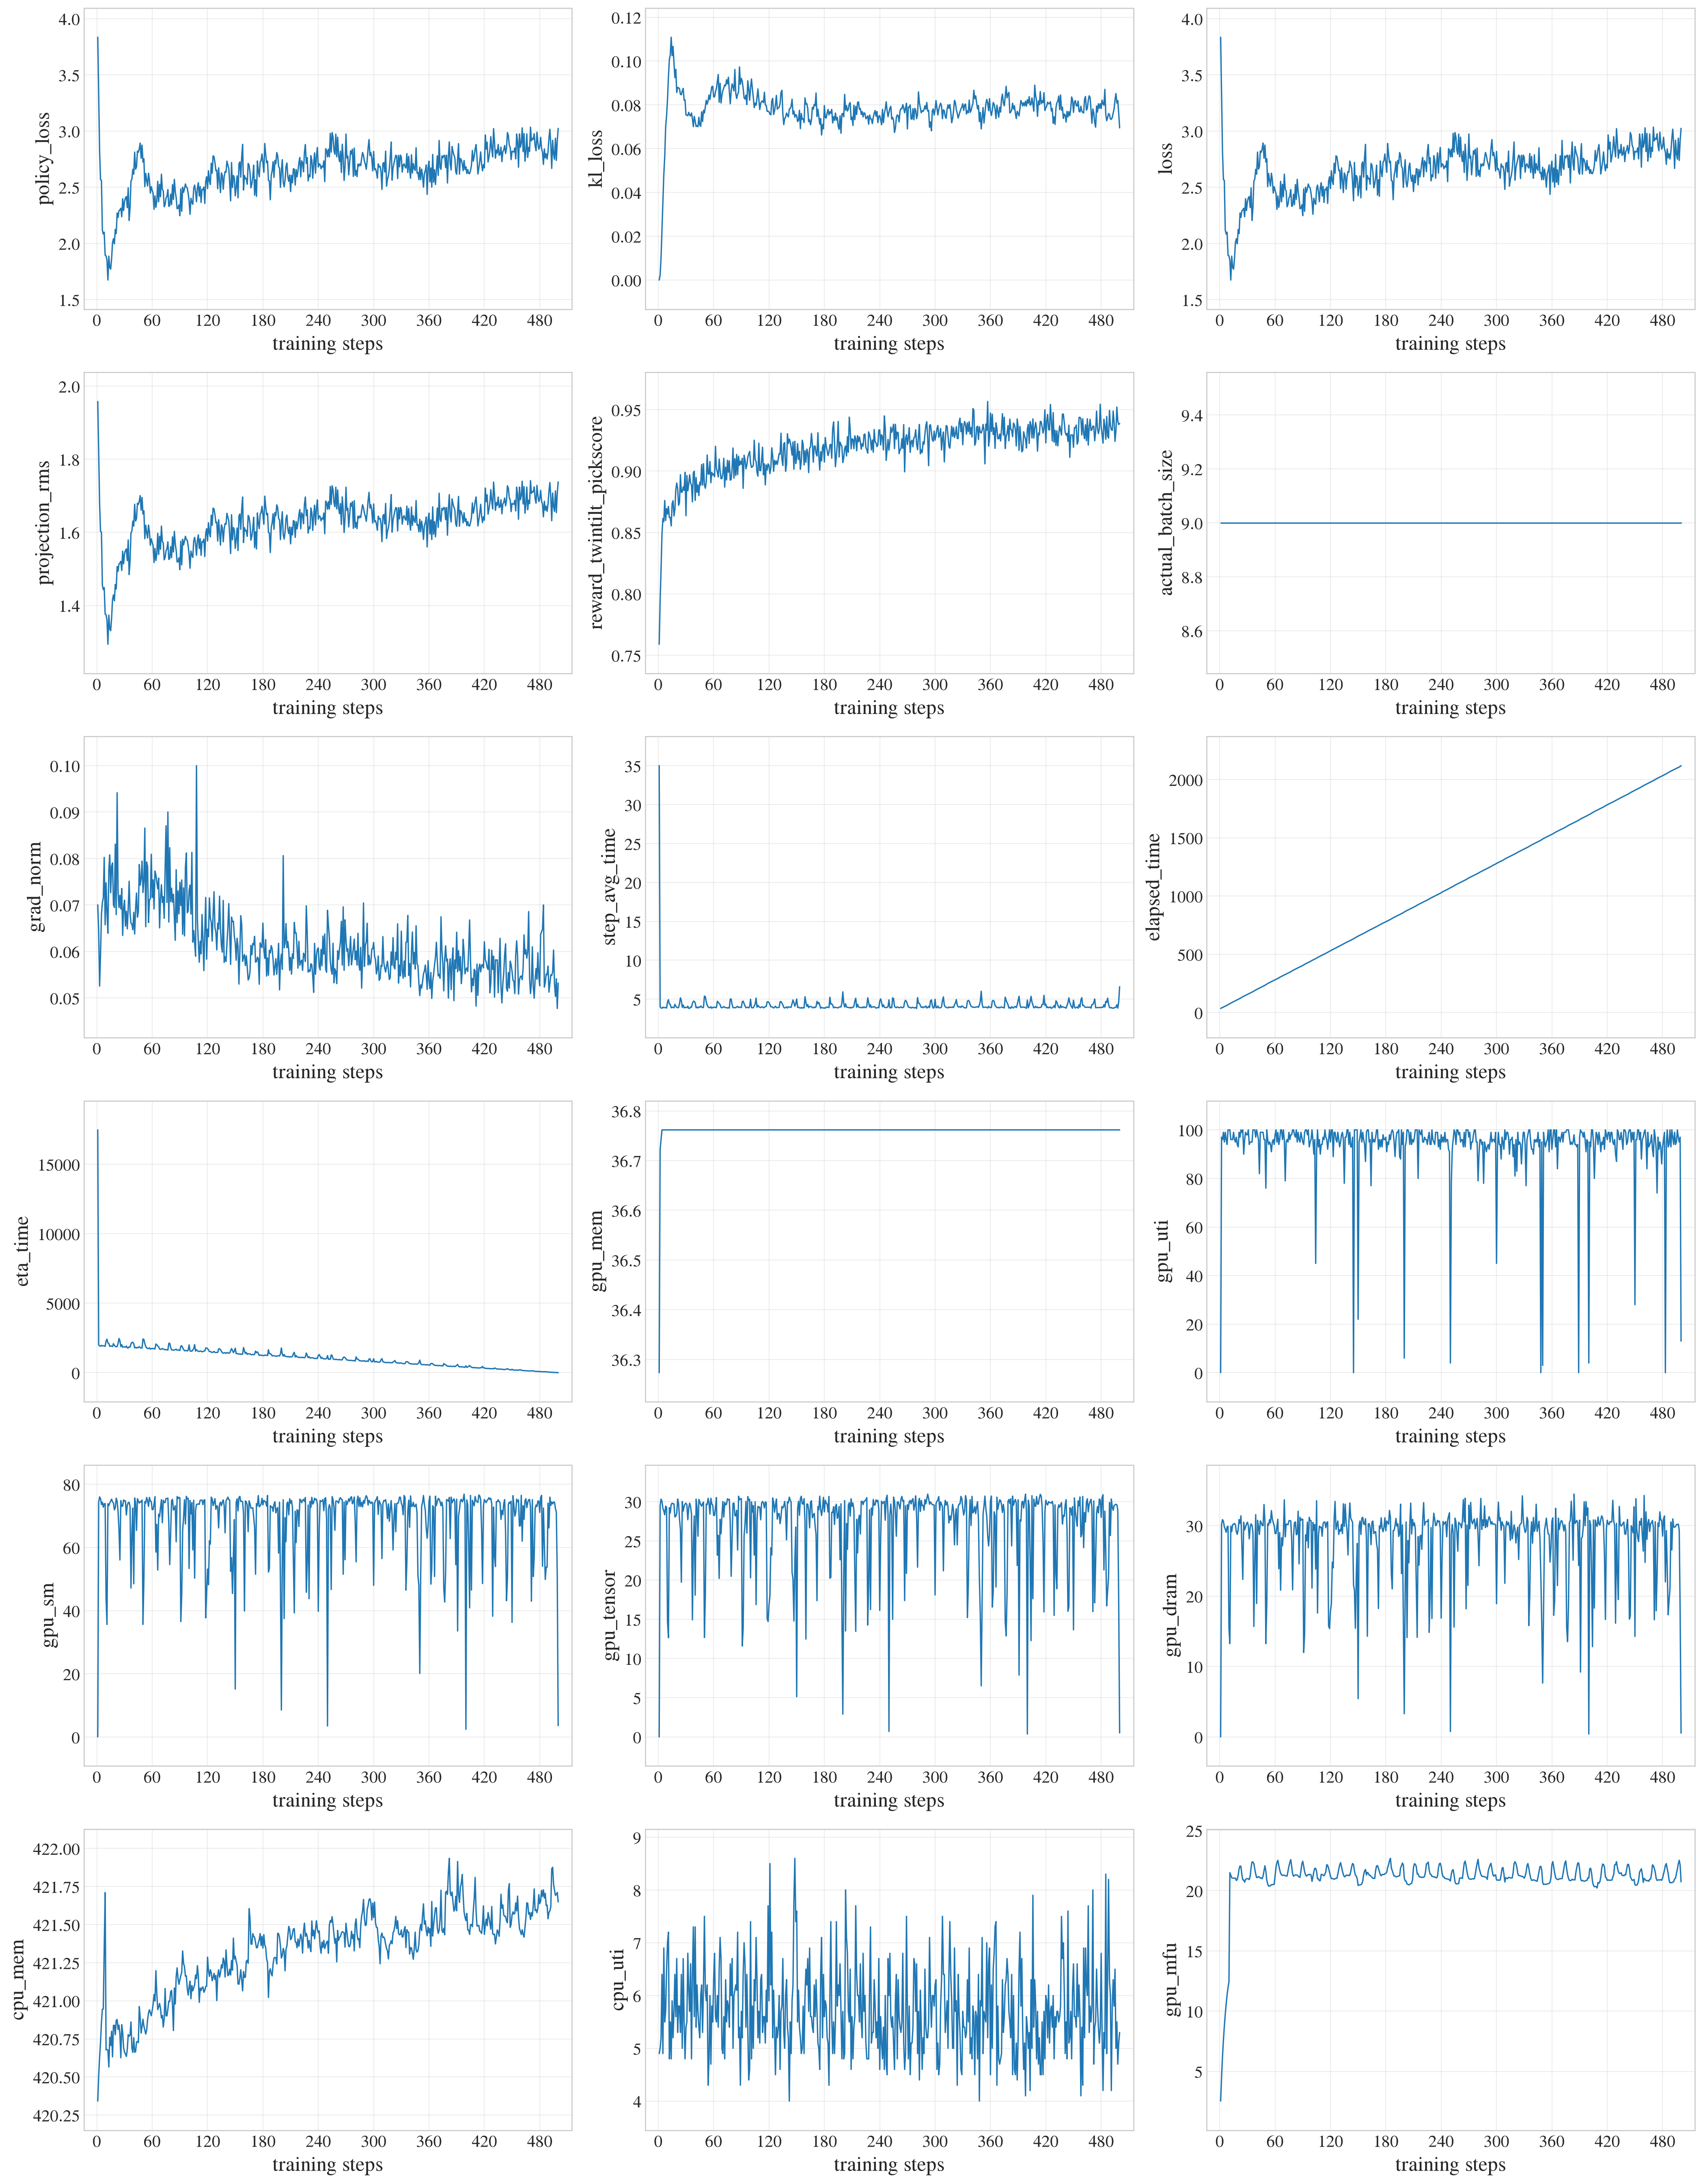 policy_loss
4.0
3.5
3.0
2.5
2.0
1.5
0 60 120 180 240 300 360 420 480
training steps
kl_loss
0.12
0.10
0.08
0.06
0.04
0.02
0.00
0 60 120 180 240 300 360 420 480
training steps
loss
4.0
3.5
3.0
2.5
2.0
1.5
0 60 120 180 240 300 360 420 480
training steps
projection_rms
2.0
1.8
1.6
1.4
0 60 120 180 240 300 360 420 480
training steps
reward_twintilt_pickscore
0.95
0.90
0.85
0.80
0.75
0 60 120 180 240 300 360 420 480
training steps
actual_batch_size
9.4
9.2
9.0
8.8
8.6
0 60 120 180 240 300 360 420 480
training steps
grad_norm
0.10
0.09
0.08
0.07
0.06
0.05
0 60 120 180 240 300 360 420 480
training steps
step_avg_time
35
30
25
20
15
10
5
0 60 120 180 240 300 360 420 480
training steps
elapsed_time
2000
1500
1000
500
0
0 60 120 180 240 300 360 420 480
training steps
eta_time
15000
10000
5000
0
0 60 120 180 240 300 360 420 480
training steps
gpu_mem
36.8
36.7
36.6
36.5
36.4
36.3
0 60 120 180 240 300 360 420 480
training steps
gpu_uti
100
80
60
40
20
0
0 60 120 180 240 300 360 420 480
training steps
gpu_sm
80
60
40
20
0
0 60 120 180 240 300 360 420 480
training steps
gpu_tensor
30
25
20
15
10
5
0
0 60 120 180 240 300 360 420 480
training steps
gpu_dram
30
20
10
0
0 60 120 180 240 300 360 420 480
training steps
cpu_mem
422.00
421.75
421.50
421.25
421.00
420.75
420.50
420.25
0 60 120 180 240 300 360 420 480
training steps
cpu_uti
9
8
7
6
5
4
0 60 120 180 240 300 360 420 480
training steps
gpu_mfu
25
20
15
10
5
0 60 120 180 240 300 360 420 480
training steps